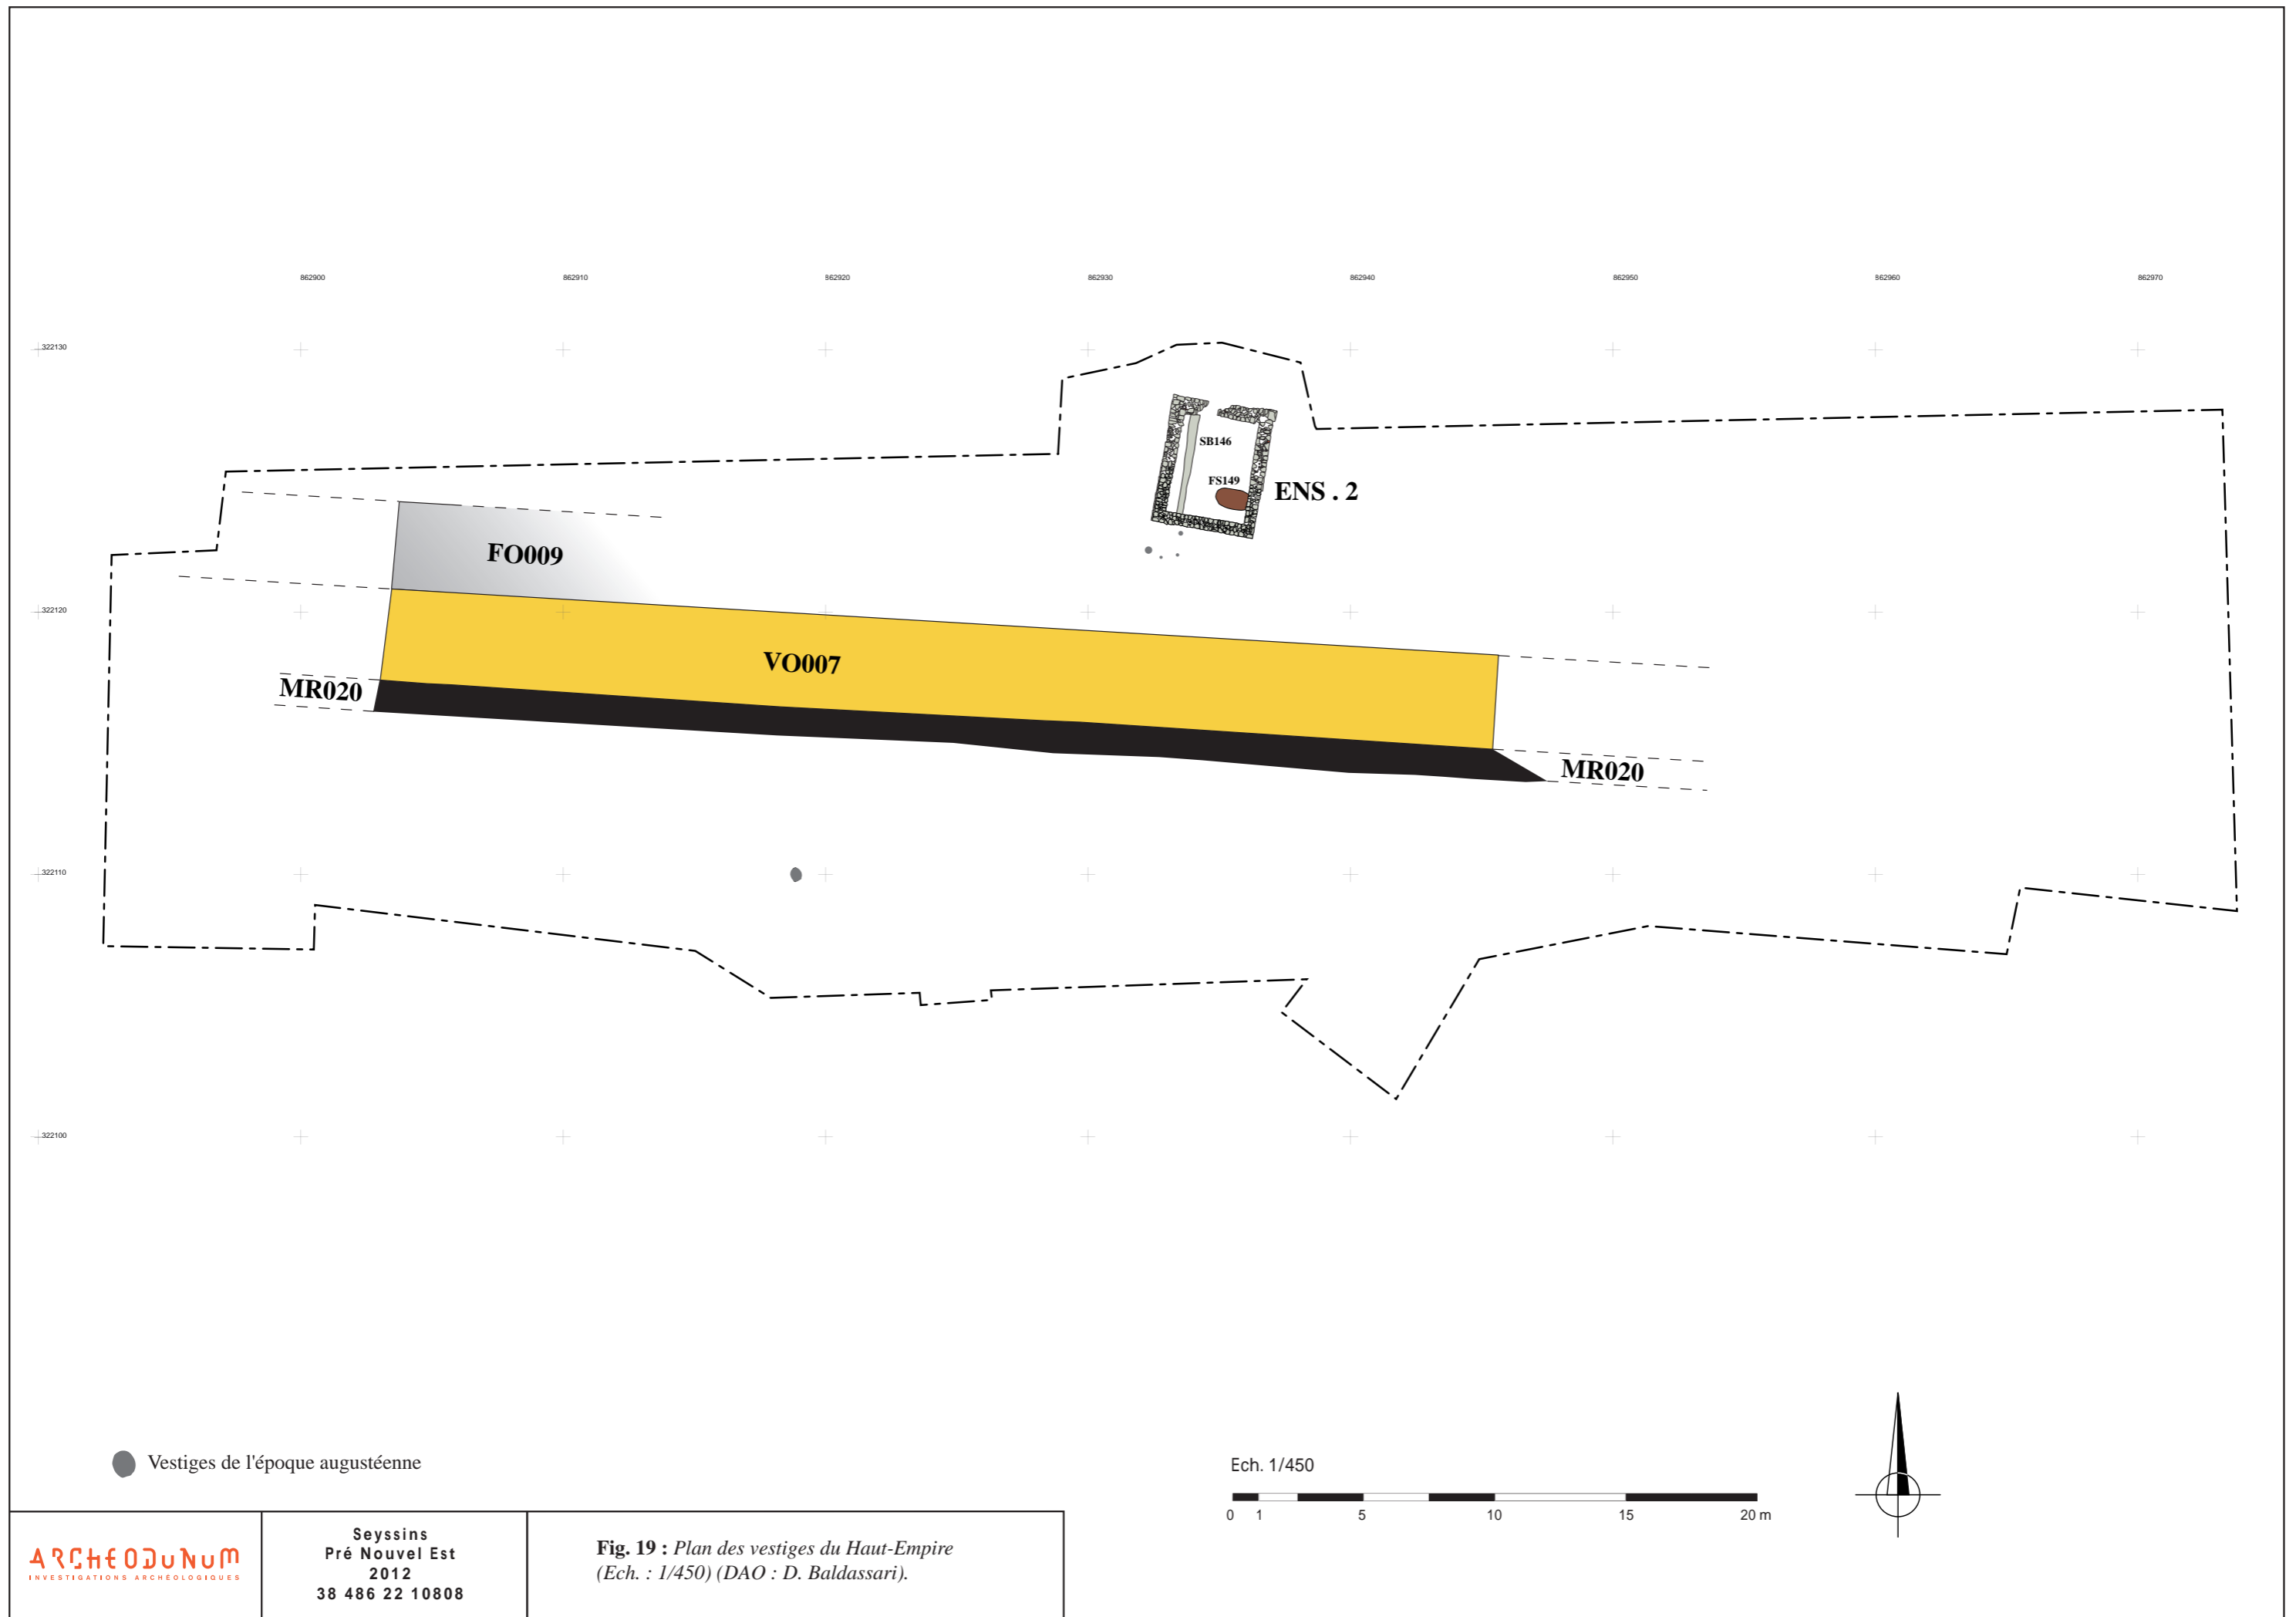 862900 862910 862920 862930 862940 862950 862960 862970
322130
SB146
FS149
ENS . 2
FO009
322120
VO007
MR020
MR020
322110
322100
Vestiges de l'époque augustéenne
Ech. 1/450
0 1 5 10 15 20 m
ARCHEODUNUM
INVESTIGATIONS ARCHÉOLOGIQUES
Seyssins
Pré Nouvel Est
2012
38 486 22 10808
Fig. 19 : Plan des vestiges du Haut-Empire
(Ech. : 1/450) (DAO : D. Baldassari).